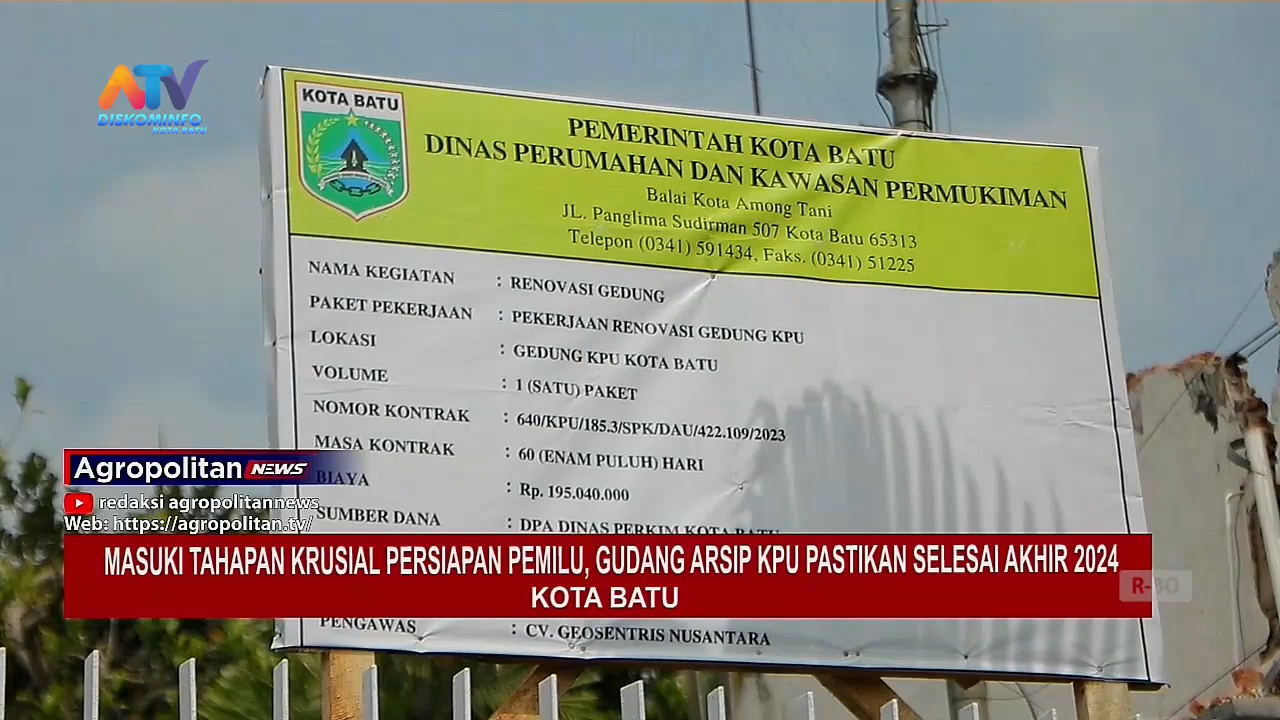 ATV
DISKOMINFO
KOTA BATU
KOTA BATU
PEMERINTAH KOTA BATU
DINAS PERUMAHAN DAN KAWASAN PERMUKIMAN
Balai Kota Among Tani
JL. Panglima Sudirman 507 Kota Batu 65313
Telepon (0341) 591434, Faks. (0341) 51225
NAMA KEGIATAN : RENOVASI GEDUNG
PAKET PEKERJAAN : PEKERJAAN RENOVASI GEDUNG KPU
LOKASI : GEDUNG KPU KOTA BATU
VOLUME : 1 (SATU) PAKET
NOMOR KONTRAK : 640/KPU/185.3/SPK/DAU/422.109/2023
MASA KONTRAK : 60 (ENAM PULUH) HARI
BIAYA : Rp. 195.040.000
SUMBER DANA : DPA DINAS PERKIM KOTA BATU
PENGAWAS : CV. GEOSENTRIS NUSANTARA
Agropolitan NEWS
redaksi agropolitannews
Web: https://agropolitan.tv/
MASUKI TAHAPAN KRUSIAL PERSIAPAN PEMILU, GUDANG ARSIP KPU PASTIKAN SELESAI AKHIR 2024
KOTA BATU